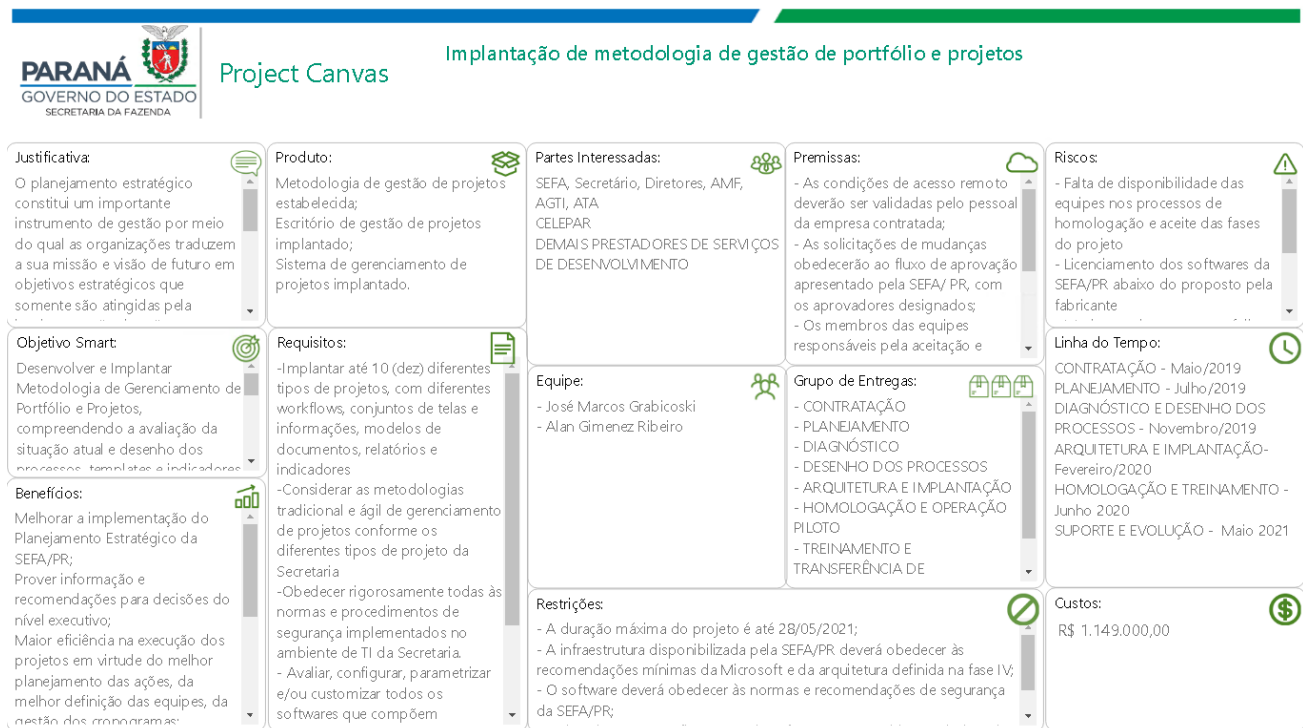 PARANÁ
GOVERNO DO ESTADO
SECRETARIA DA FAZENDA
Project Canvas
Implantação de metodologia de gestão de portfólio e projetos
Justificativa:
O planejamento estratégico
constitui um importante
instrumento de gestão por meio
do qual as organizações traduzem
a sua missão e visão de futuro em
objetivos estratégicos que
somente são atingidas pela
Produto:
Metodologia de gestão de projetos
estabelecida;
Escritório de gestão de projetos
implantado;
Sistema de gerenciamento de
projetos implantado.
Partes Interessadas:
SEFA, Secretário, Diretores, AMF,
AGTI, ATA
CELEPAR
DEMAIS PRESTADORES DE SERVIÇOS
DE DESENVOLVIMENTO
Premissas:
- As condições de acesso remoto
deverão ser validadas pelo pessoal
da empresa contratada;
- As solicitações de mudanças
obedecerão ao fluxo de aprovação
apresentado pela SEFA/ PR, com
os aprovadores designados;
- Os membros das equipes
responsáveis pela aceitação e
Riscos:
- Falta de disponibilidade das
equipes nos processos de
homologação e aceite das fases
do projeto
- Licenciamento dos softwares da
SEFA/PR abaixo do proposto pela
fabricante
Objetivo Smart:
Desenvolver e Implantar
Metodologia de Gerenciamento de
Portfólio e Projetos,
compreendendo a avaliação da
situação atual e desenho dos
processos, templates e indicadores
Requisitos:
-Implantar até 10 (dez) diferentes
tipos de projetos, com diferentes
workflows, conjuntos de telas e
informações, modelos de
documentos, relatórios e
indicadores
-Considerar as metodologias
tradicional e ágil de gerenciamento
de projetos conforme os
diferentes tipos de projeto da
Secretaria
-Obedecer rigorosamente todas às
normas e procedimentos de
segurança implementados no
ambiente de TI da Secretaria.
- Avaliar, configurar, parametrizar
e/ou customizar todos os
softwares que compõem
Equipe:
- José Marcos Grabicoski
- Alan Gimenez Ribeiro
Grupo de Entregas:
- CONTRATAÇÃO
- PLANEJAMENTO
- DIAGNÓSTICO
- DESENHO DOS PROCESSOS
- ARQUITETURA E IMPLANTAÇÃO
- HOMOLOGAÇÃO E OPERAÇÃO
PILOTO
- TREINAMENTO E
TRANSFERÊNCIA DE
Linha do Tempo:
CONTRATAÇÃO - Maio/2019
PLANEJAMENTO - Julho/2019
DIAGNÓSTICO E DESENHO DOS
PROCESSOS - Novembro/2019
ARQUITETURA E IMPLANTAÇÃO-
Fevereiro/2020
HOMOLOGAÇÃO E TREINAMENTO -
Junho 2020
SUPORTE E EVOLUÇÃO - Maio 2021
Benefícios:
Melhorar a implementação do
Planejamento Estratégico da
SEFA/PR;
Prover informação e
recomendações para decisões do
nível executivo;
Maior eficiência na execução dos
projetos em virtude do melhor
planejamento das ações, da
melhor definição das equipes, da
gestão dos cronogramas;
Restrições:
- A duração máxima do projeto é até 28/05/2021;
- A infraestrutura disponibilizada pela SEFA/PR deverá obedecer às
recomendações mínimas da Microsoft e da arquitetura definida na fase IV;
- O software deverá obedecer às normas e recomendações de segurança
da SEFA/PR;
Custos:
R$ 1.149.000,00